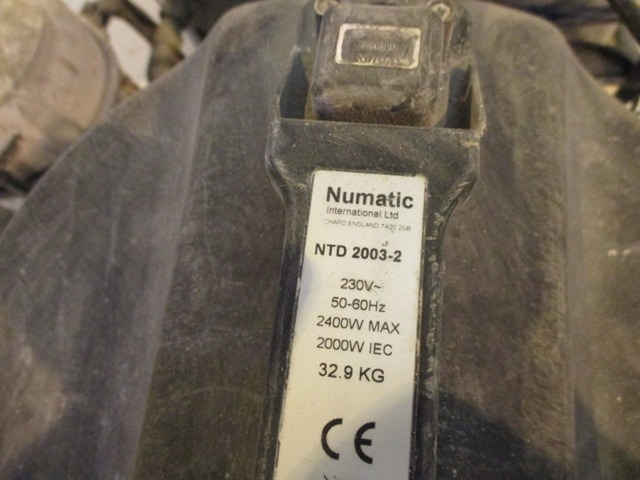 Numatic
International Ltd
CHARD.ENGLAND.TA20 2GB
NTD 2003-2
230V~
50-60Hz
2400W MAX
2000W IEC
32.9 KG
CE